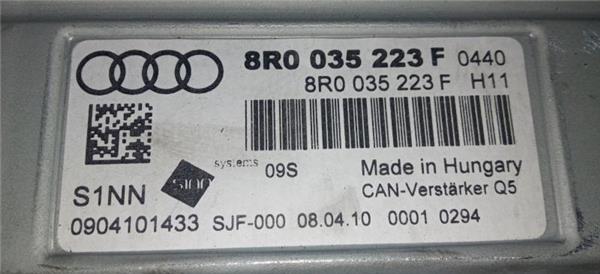 8R0 035 223 F 0440
8R0 035 223 F H11
systems 09S Made in Hungary
S1NN CAN-Verstärker Q5
0904101433 SJF-000 08.04.10 0001 0294